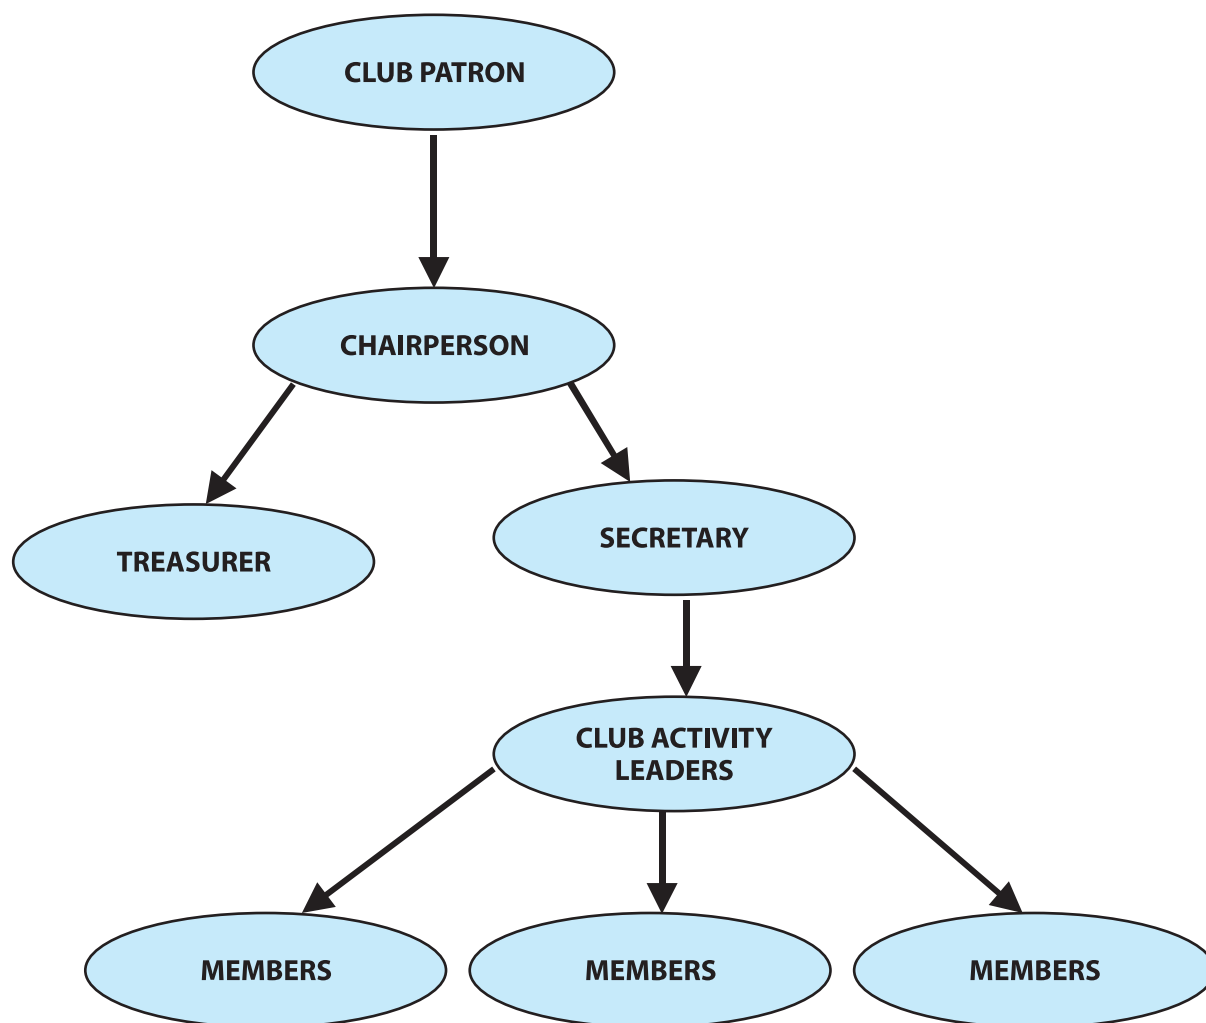 CLUB PATRON
CHAIRPERSON
TREASURER
SECRETARY
CLUB ACTIVITY
LEADERS
MEMBERS
MEMBERS
MEMBERS